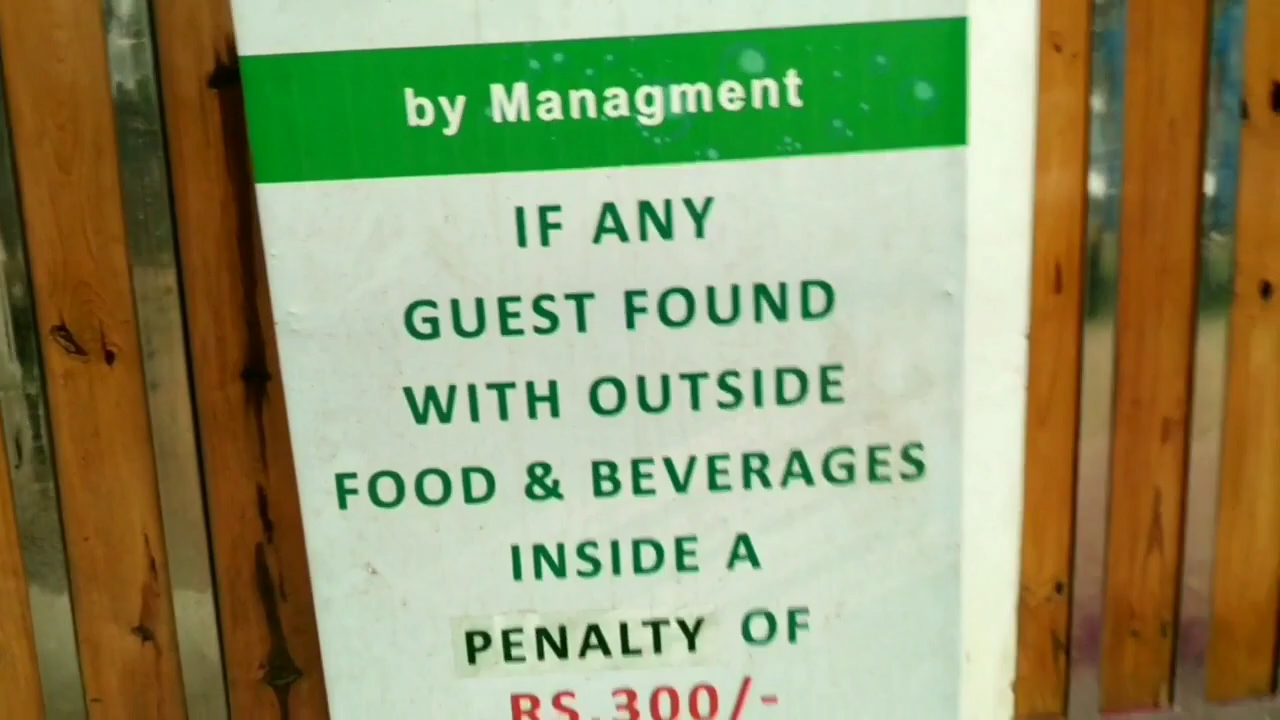 by Managment
IF ANY
GUEST FOUND
WITH OUTSIDE
FOOD & BEVERAGES
INSIDE A
PENALTY OF
RS.300/-